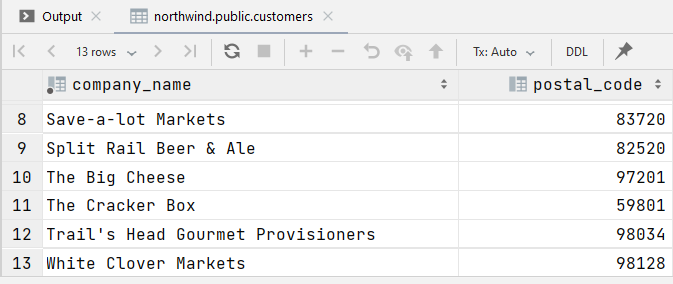 Output northwind.public.customers
13 rows Tx: Auto DDL
company_name postal_code
8 Save-a-lot Markets 83720
9 Split Rail Beer & Ale 82520
10 The Big Cheese 97201
11 The Cracker Box 59801
12 Trail's Head Gourmet Provisioners 98034
13 White Clover Markets 98128